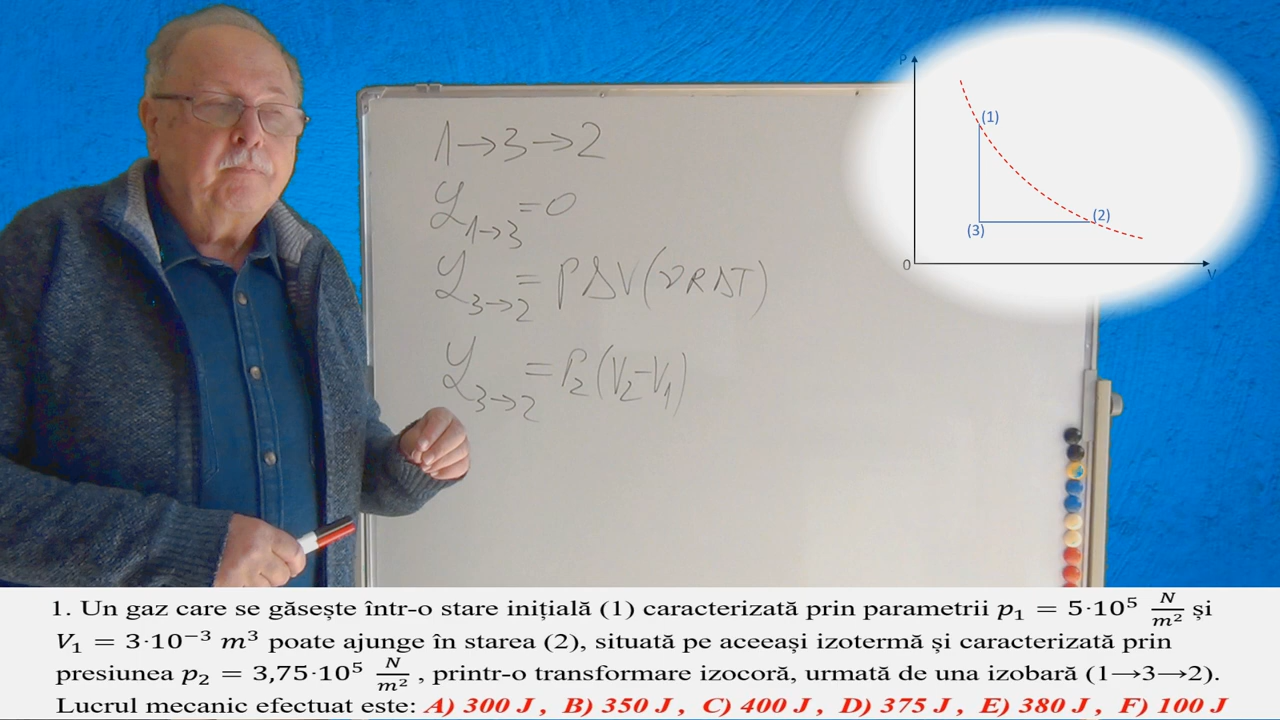 1→3→2
ℒ1→3 = 0
ℒ3→2 = PΔV(νRΔT)
ℒ3→2 = P2(V2-V1)
P
(1)
(2)
(3)
0
V
1. Un gaz care se găsește într-o stare inițială (1) caracterizată prin parametrii p₁ = 5·10⁵ N/m² și
V₁ = 3·10⁻³ m³ poate ajunge în starea (2), situată pe aceeași izotermă și caracterizată prin
presiunea p₂ = 3,75·10⁵ N/m² , printr-o transformare izocoră, urmată de una izobară (1→3→2).
Lucrul mecanic efectuat este: A) 300 J , B) 350 J , C) 400 J , D) 375 J , E) 380 J , F) 100 J